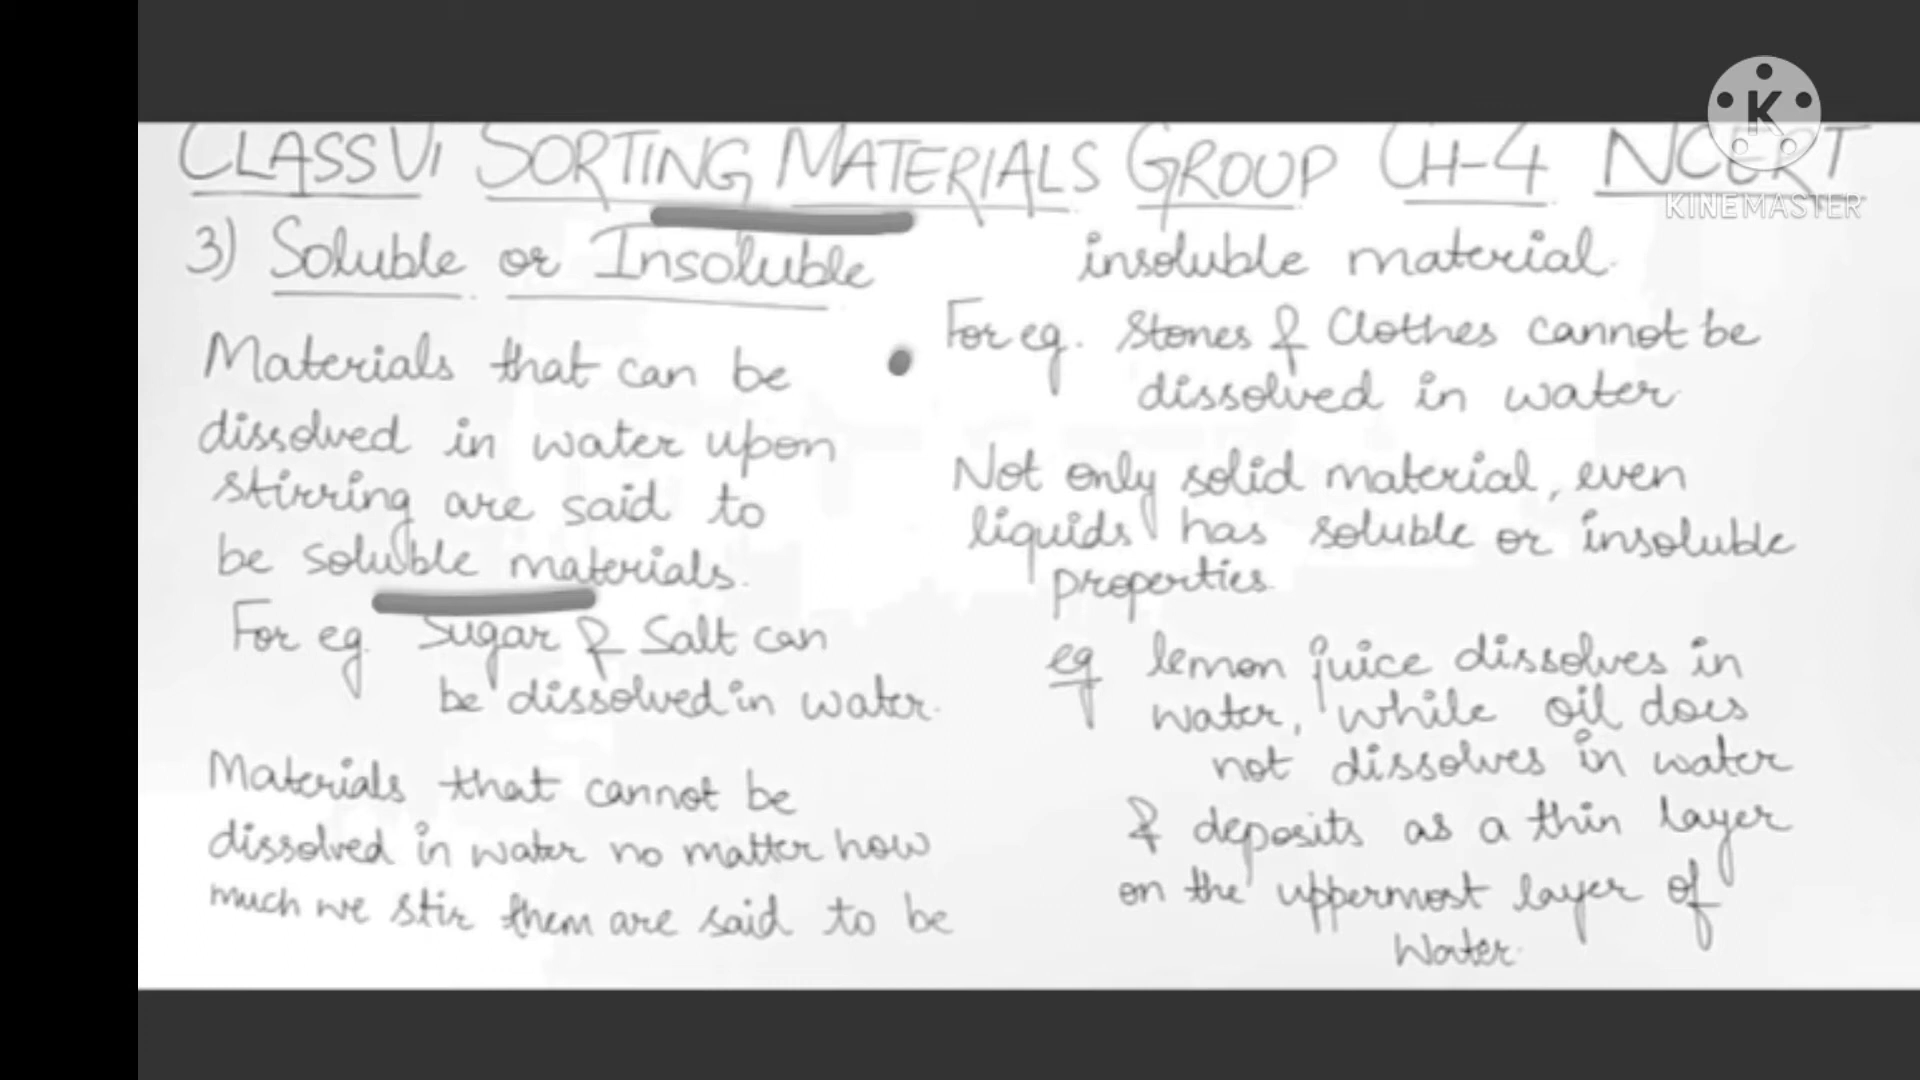 CLASS VI SORTING MATERIALS GROUP CH-4 NCERT
3) Soluble or Insoluble
Materials that can be
dissolved in water upon
stirring are said to
be soluble materials.
For eg. Sugar & Salt can
be dissolved in water.
Materials that cannot be
dissolved in water no matter how
much we stir them are said to be
insoluble material.
For eg. Stones & Clothes cannot be
dissolved in water
Not only solid material, even
liquids has soluble or insoluble
properties.
eg lemon juice dissolves in
water, while oil does
not dissolves in water
& deposits as a thin layer
on the uppermost layer of
Water.
K
KINEMASTER